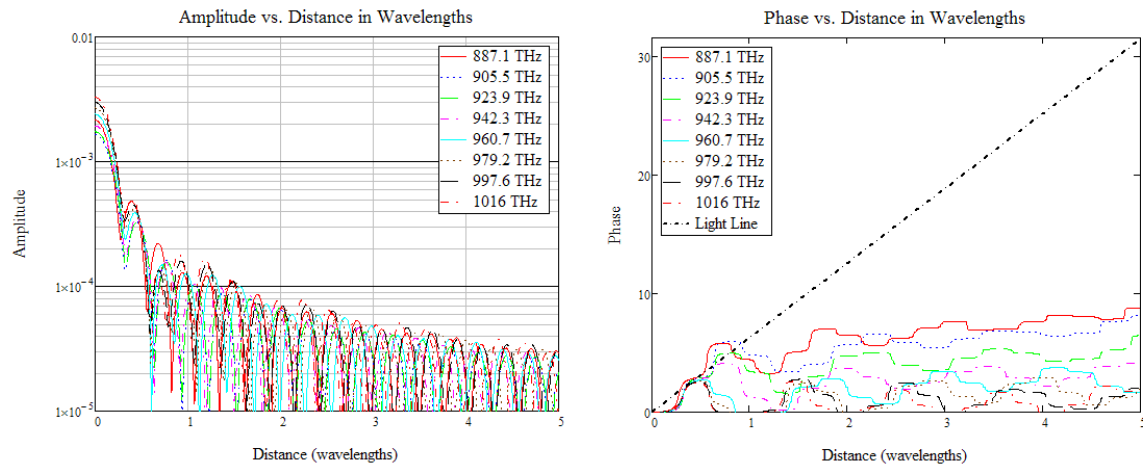 Amplitude vs. Distance in Wavelengths
0.01
1×10⁻³
1×10⁻⁴
1×10⁻⁵
Amplitude
887.1 THz
905.5 THz
923.9 THz
942.3 THz
960.7 THz
979.2 THz
997.6 THz
1016 THz
0 1 2 3 4 5
Distance (wavelengths)
Phase vs. Distance in Wavelengths
30
20
10
0
Phase
887.1 THz
905.5 THz
923.9 THz
942.3 THz
960.7 THz
979.2 THz
997.6 THz
1016 THz
Light Line
0 1 2 3 4 5
Distance (wavelengths)